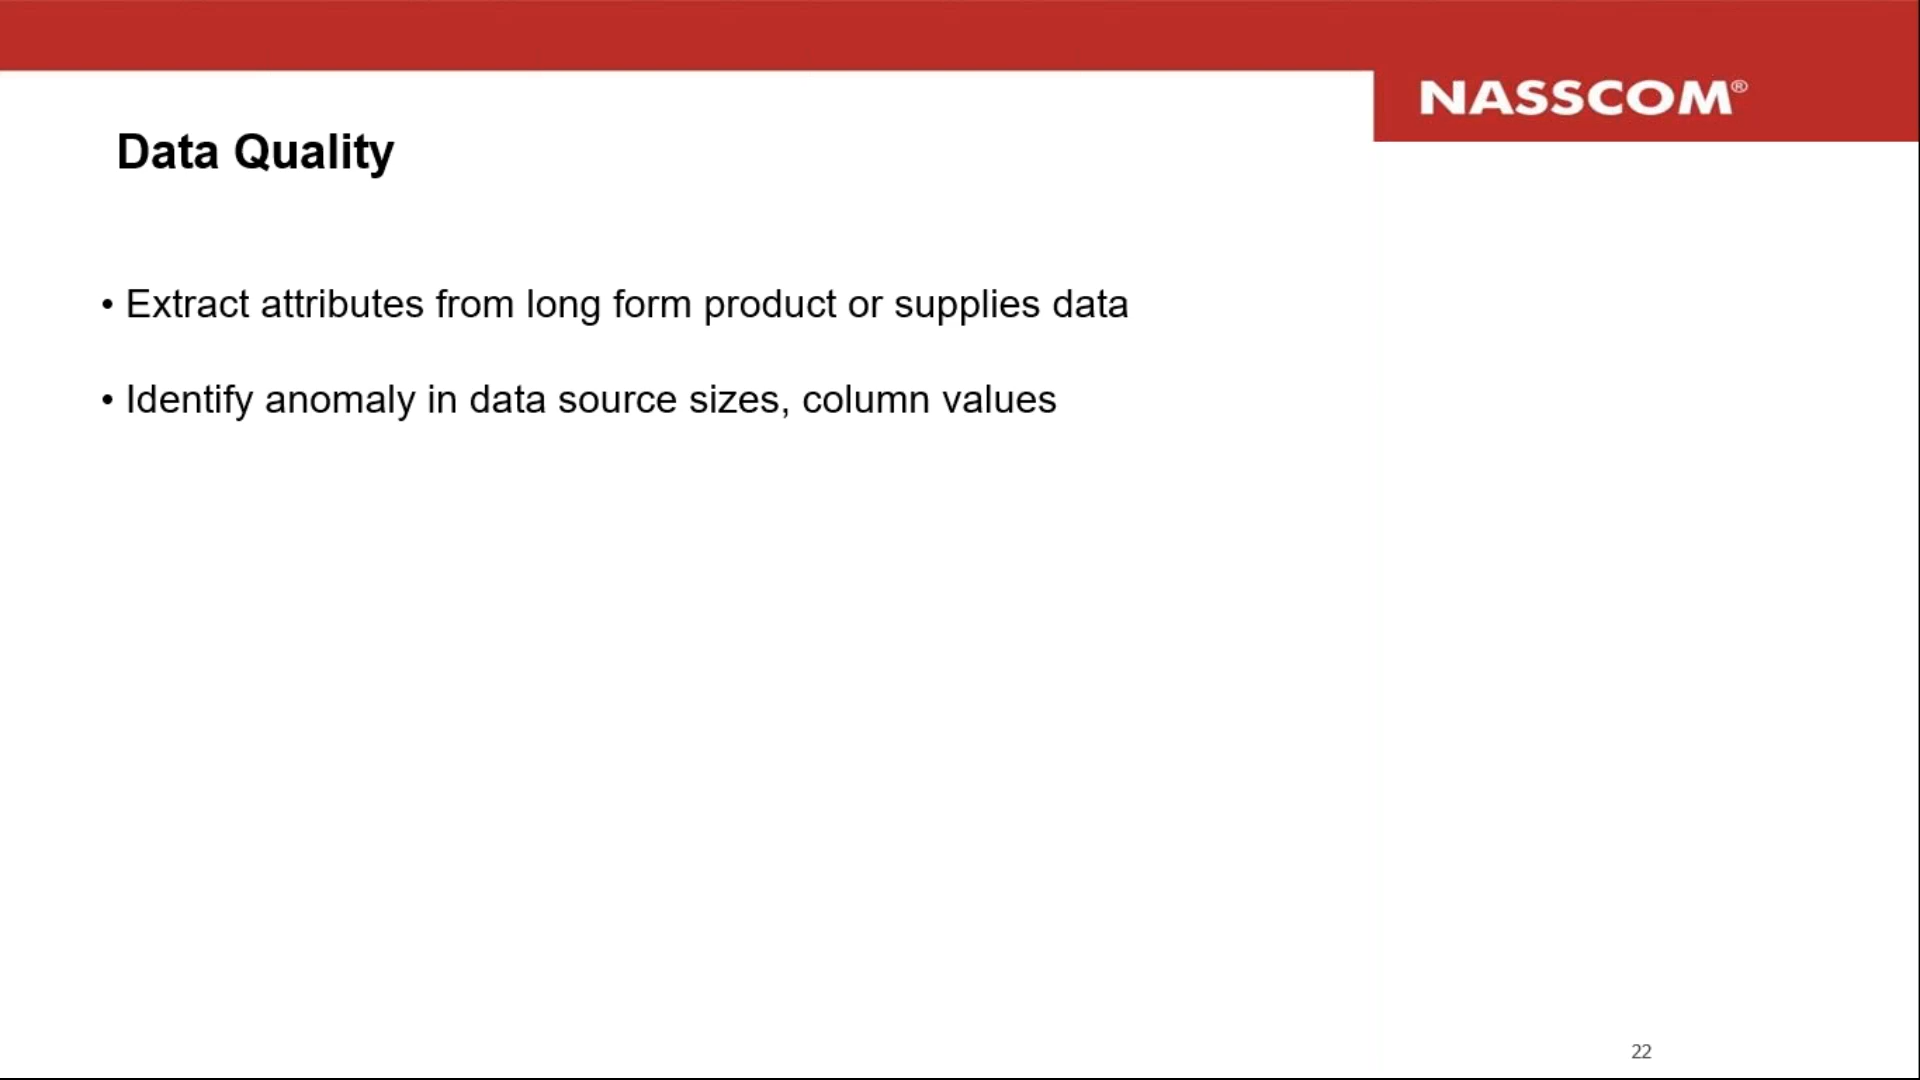 NASSCOM®
Data Quality
• Extract attributes from long form product or supplies data
• Identify anomaly in data source sizes, column values
22